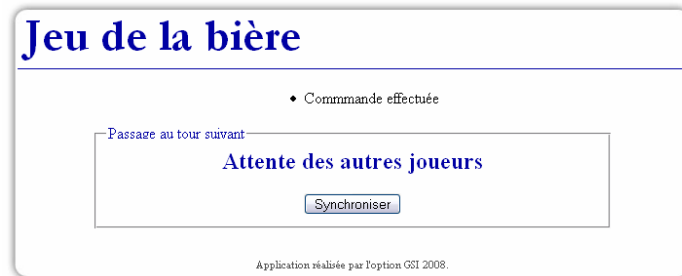 Jeu de la bière
Commmande effectuée
Passage au tour suivant
Attente des autres joueurs
Synchroniser
Application réalisée par l'option GSI 2008.